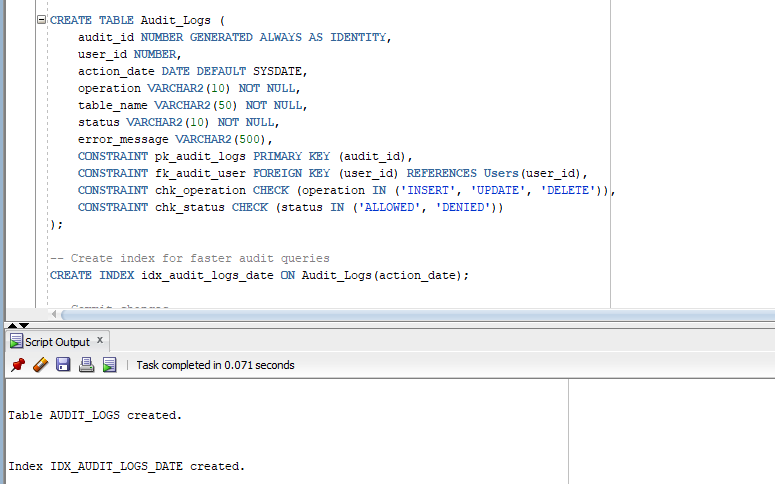 CREATE TABLE Audit_Logs (
    audit_id NUMBER GENERATED ALWAYS AS IDENTITY,
    user_id NUMBER,
    action_date DATE DEFAULT SYSDATE,
    operation VARCHAR2(10) NOT NULL,
    table_name VARCHAR2(50) NOT NULL,
    status VARCHAR2(10) NOT NULL,
    error_message VARCHAR2(500),
    CONSTRAINT pk_audit_logs PRIMARY KEY (audit_id),
    CONSTRAINT fk_audit_user FOREIGN KEY (user_id) REFERENCES Users(user_id),
    CONSTRAINT chk_operation CHECK (operation IN ('INSERT', 'UPDATE', 'DELETE')),
    CONSTRAINT chk_status CHECK (status IN ('ALLOWED', 'DENIED'))
);
-- Create index for faster audit queries
CREATE INDEX idx_audit_logs_date ON Audit_Logs(action_date);
Commit changes
Script Output x
Task completed in 0.071 seconds
Table AUDIT_LOGS created.
Index IDX_AUDIT_LOGS_DATE created.